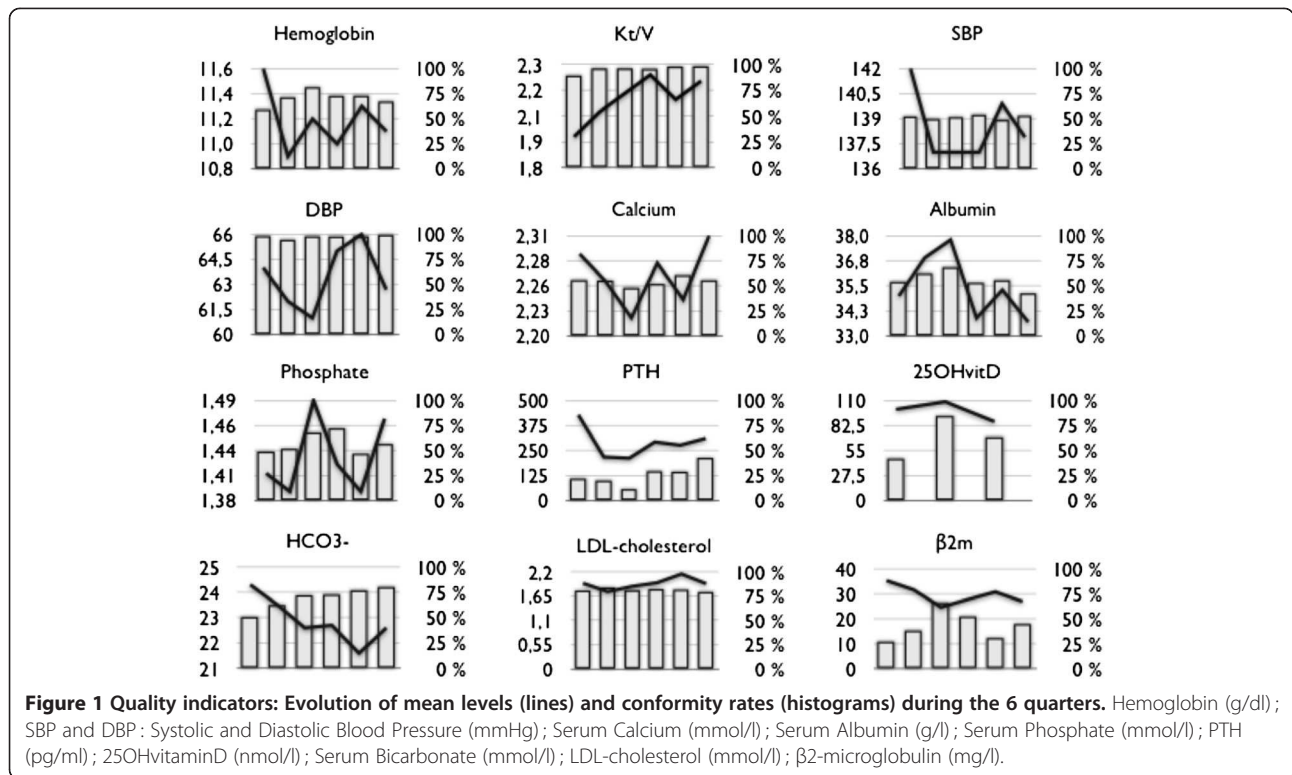 Hemoglobin Kt/V SBP
11,6 100 % 2,3 100 % 142 100 %
11,4 75 % 2,2 75 % 140,5 75 %
11,2 50 % 2,1 50 % 139 50 %
11,0 25 % 1,9 25 % 137,5 25 %
10,8 0 % 1,8 0 % 136 0 %
DBP Calcium Albumin
66 100 % 2,31 100 % 38,0 100 %
64,5 75 % 2,28 75 % 36,8 75 %
63 50 % 2,26 50 % 35,5 50 %
61,5 25 % 2,23 25 % 34,3 25 %
60 0 % 2,20 0 % 33,0 0 %
Phosphate PTH 25OHvitD
1,49 100 % 500 100 % 110 100 %
1,46 75 % 375 75 % 82,5 75 %
1,44 50 % 250 50 % 55 50 %
1,41 25 % 125 25 % 27,5 25 %
1,38 0 % 0 0 % 0 0 %
HCO3- LDL-cholesterol β2m
25 100 % 2,2 100 % 40 100 %
24 75 % 1,65 75 % 30 75 %
23 50 % 1,1 50 % 20 50 %
22 25 % 0,55 25 % 10 25 %
21 0 % 0 0 % 0 0 %
Figure 1 Quality indicators: Evolution of mean levels (lines) and conformity rates (histograms) during the 6 quarters. Hemoglobin (g/dl) ;
SBP and DBP : Systolic and Diastolic Blood Pressure (mmHg) ; Serum Calcium (mmol/l) ; Serum Albumin (g/l) ; Serum Phosphate (mmol/l) ; PTH
(pg/ml) ; 25OHvitaminD (nmol/l) ; Serum Bicarbonate (mmol/l) ; LDL-cholesterol (mmol/l) ; β2-microglobulin (mg/l).